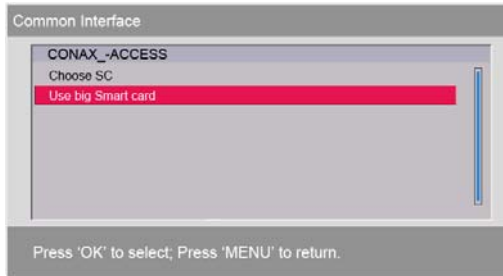 Common Interface
CONAX_-ACCESS
Choose SC
Use big Smart card
Press ‘OK’ to select; Press ‘MENU’ to return.